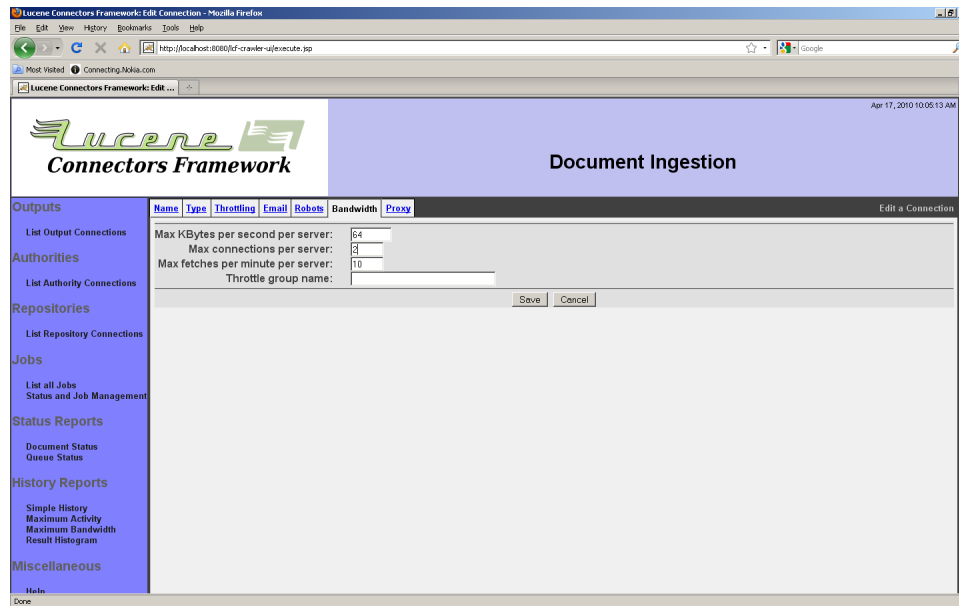 Lucene Connectors Framework: Edit Connection - Mozilla Firefox
File Edit View History Bookmarks Tools Help
http://localhost:8080/lcf-crawler-ui/execute.jsp
Google
Most Visited Connecting.Nokia.com
Lucene Connectors Framework: Edit ...
Apr 17, 2010 10:05:13 AM
Lucene
Connectors Framework
Document Ingestion
Outputs
List Output Connections
Authorities
List Authority Connections
Repositories
List Repository Connections
Jobs
List all Jobs
Status and Job Management
Status Reports
Document Status
Queue Status
History Reports
Simple History
Maximum Activity
Maximum Bandwidth
Result Histogram
Miscellaneous
Help
Name Type Throttling Email Robots Bandwidth Proxy Edit a Connection
Max KBytes per second per server: 64
Max connections per server: 2
Max fetches per minute per server: 10
Throttle group name:
Save Cancel
Done